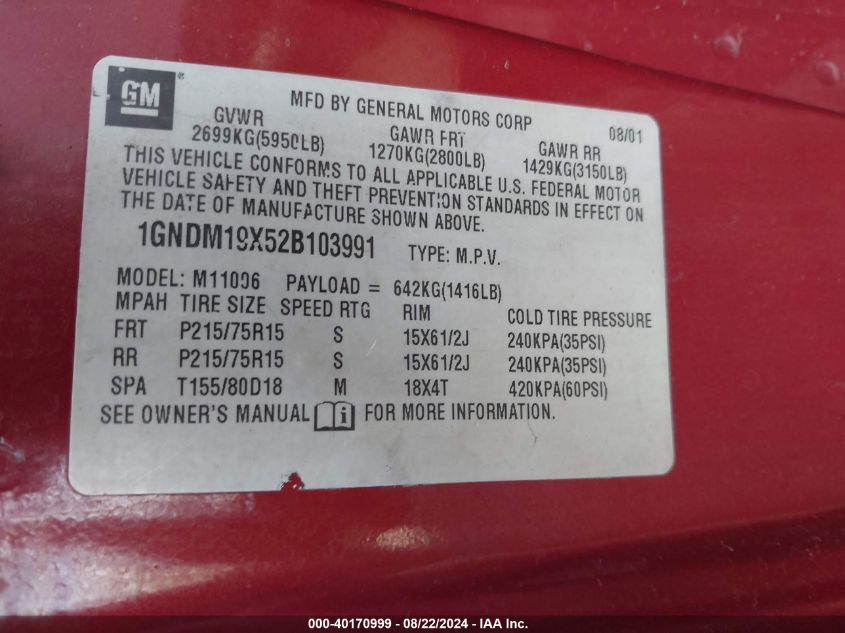 GM ®
MFD BY GENERAL MOTORS CORP 08/01
GVWR GAWR FRT GAWR RR
2699KG(5950LB) 1270KG(2800LB) 1429KG(3150LB)
THIS VEHICLE CONFORMS TO ALL APPLICABLE U.S. FEDERAL MOTOR
VEHICLE SAFETY AND THEFT PREVENTION STANDARDS IN EFFECT ON
THE DATE OF MANUFACTURE SHOWN ABOVE.
1GNDM19X52B103991 TYPE: M.P.V.
MODEL: M11006 PAYLOAD = 642KG(1416LB)
MPAH TIRE SIZE SPEED RTG RIM COLD TIRE PRESSURE
FRT P215/75R15 S 15X61/2J 240KPA(35PSI)
RR P215/75R15 S 15X61/2J 240KPA(35PSI)
SPA T155/80D18 M 18X4T 420KPA(60PSI)
SEE OWNER'S MANUAL i FOR MORE INFORMATION.
000-40170999 - 08/22/2024 - IAA Inc.